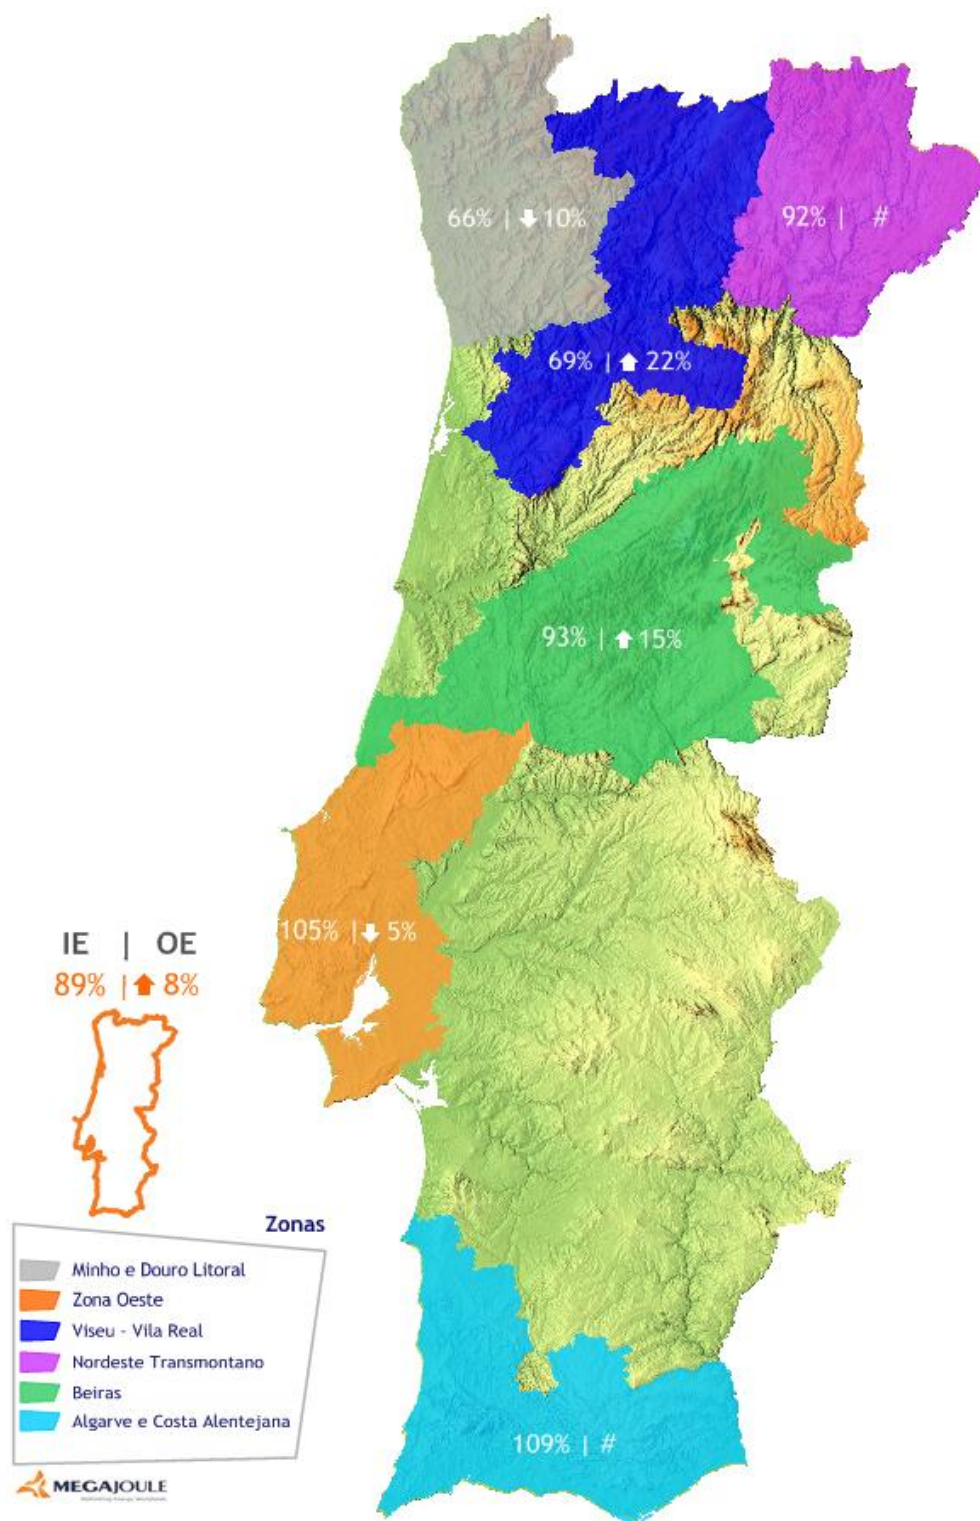 66% | ⬇ 10%
92% | #
69% | ⬆ 22%
93% | ⬆ 15%
105% | ⬇ 5%
IE | OE
89% | ⬆ 8%
Zonas
Minho e Douro Litoral
Zona Oeste
Viseu - Vila Real
Nordeste Transmontano
Beiras
Algarve e Costa Alentejana
109% | #
MEGAJOULE